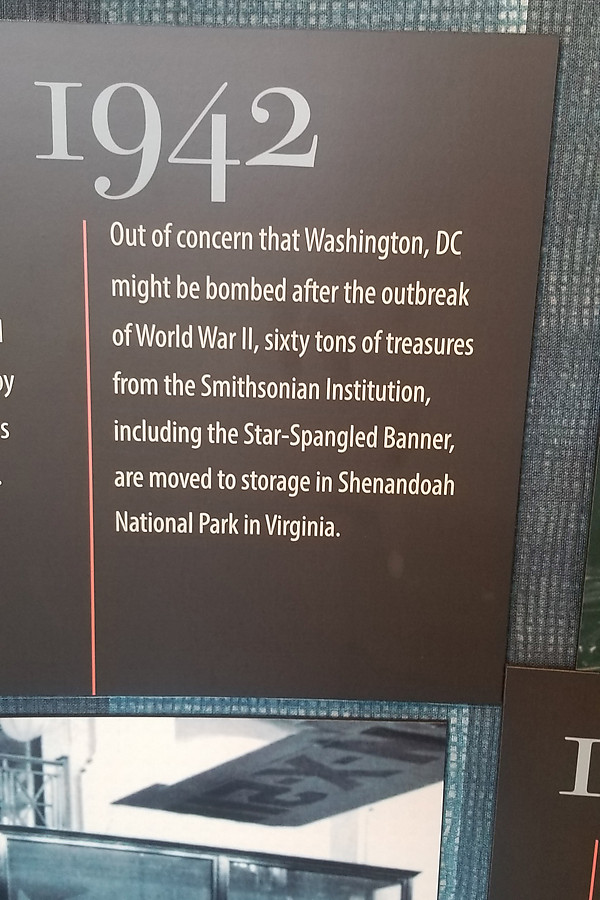 1942
Out of concern that Washington, DC
might be bombed after the outbreak
of World War II, sixty tons of treasures
from the Smithsonian Institution,
including the Star-Spangled Banner,
are moved to storage in Shenandoah
National Park in Virginia.